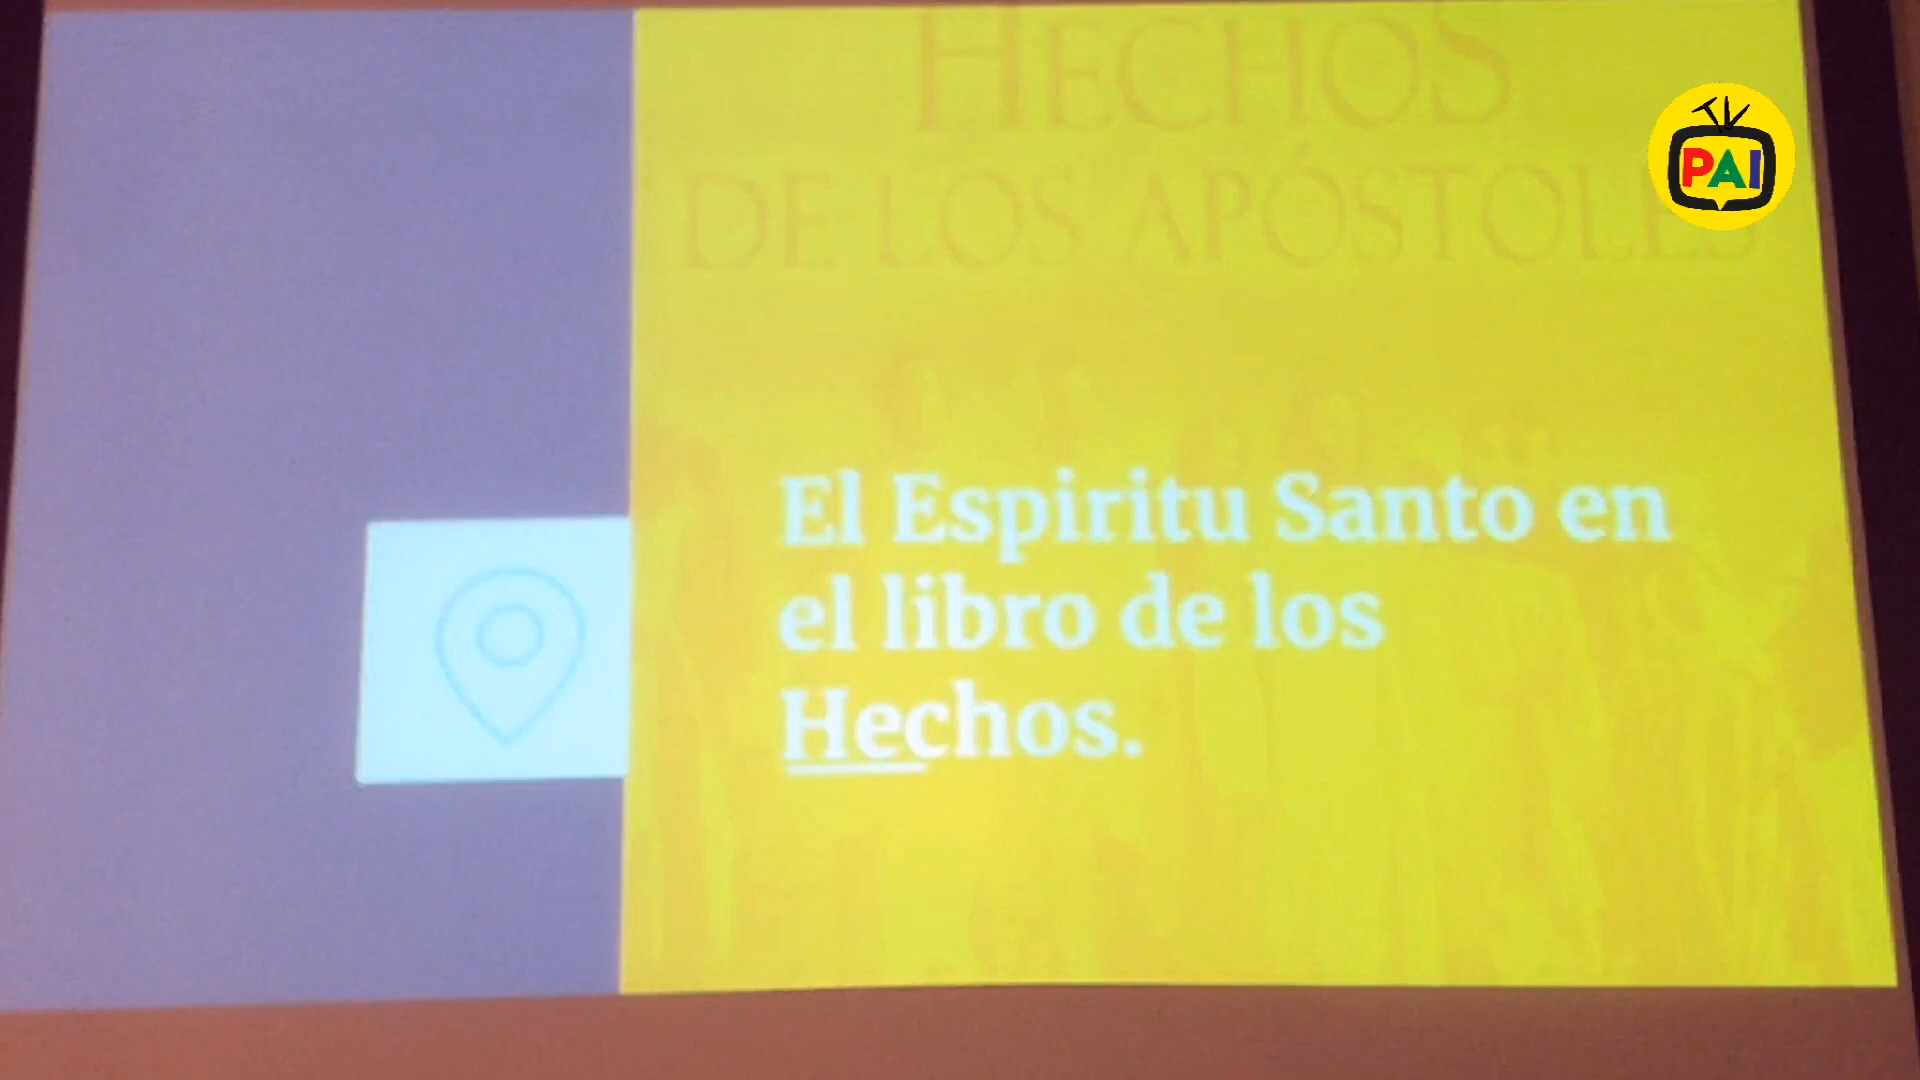 HECHOS
DE LOS APÓSTOLES
TV
PAI
El Espiritu Santo en
el libro de los
Hechos.